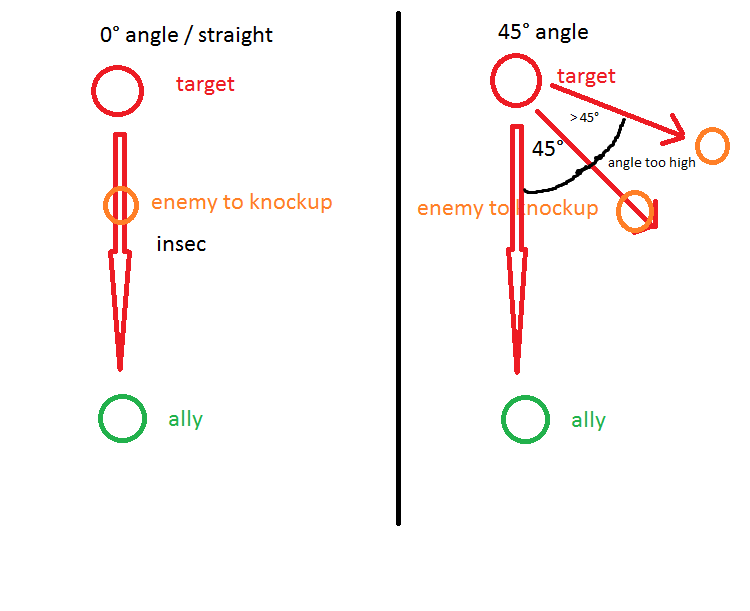 0° angle / straight
target
enemy to knockup
insec
ally
45° angle
target
> 45°
45°
angle too high
enemy to knockup
ally